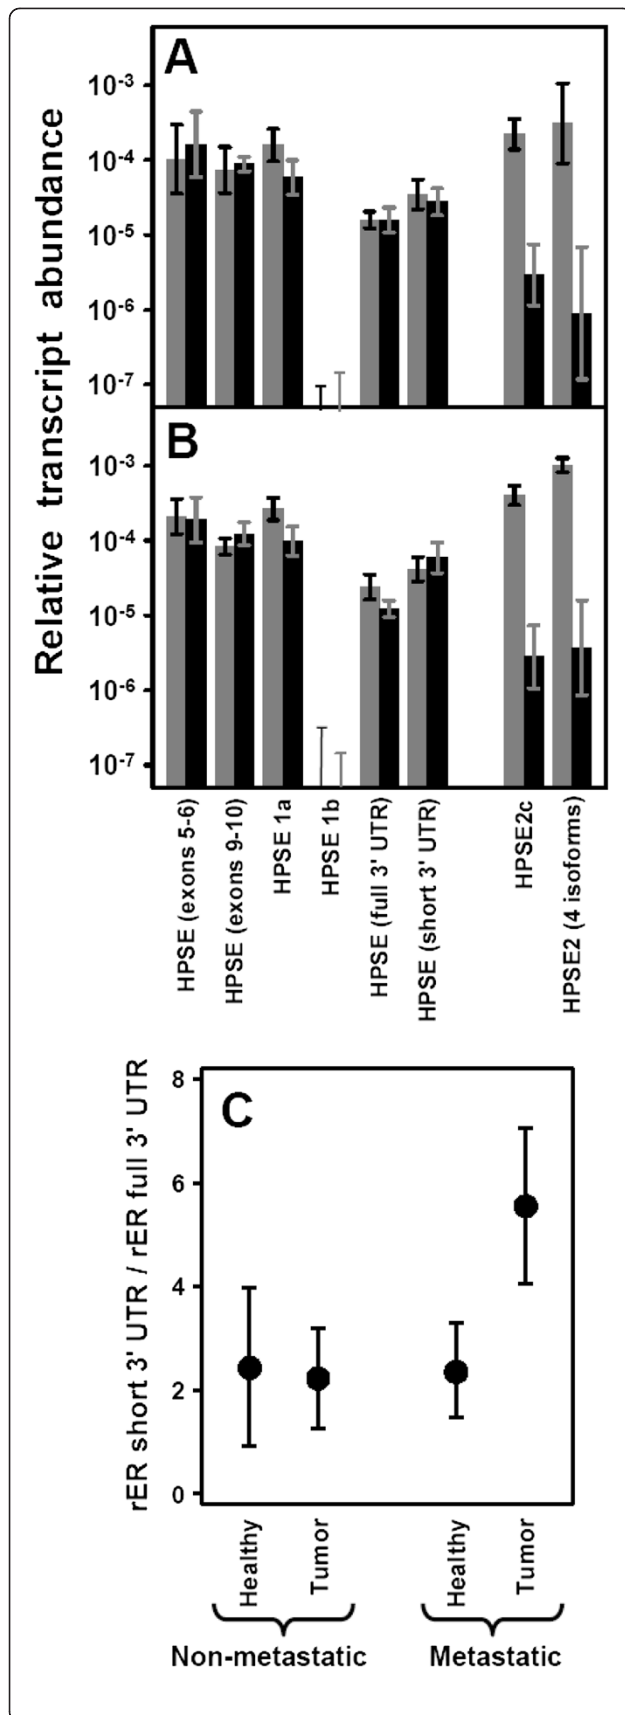 Relative transcript abundance
A
10-3
10-4
10-5
10-6
10-7
B
10-3
10-4
10-5
10-6
10-7
HPSE (exons 5-6)
HPSE (exons 9-10)
HPSE 1a
HPSE 1b
HPSE (full 3' UTR)
HPSE (short 3' UTR)
HPSE2c
HPSE2 (4 isoforms)
rER short 3' UTR / rER full 3' UTR
C
8
6
4
2
0
Healthy
Tumor
Healthy
Tumor
Non-metastatic
Metastatic